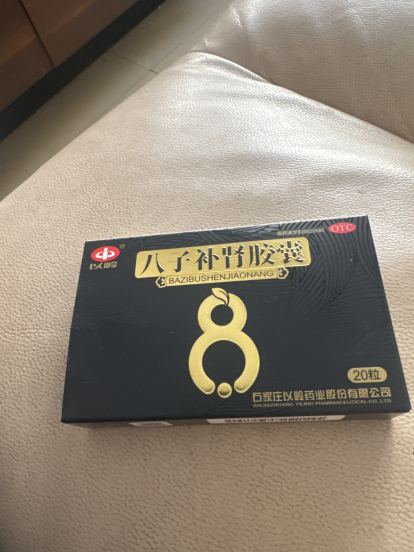 OTC
以岭
八子补肾胶囊
BAZIBUSHENJIAONANG
20粒
石家庄以岭药业股份有限公司
SHIJIAZHUANG YILING PHARMACEUTICAL CO.,LTD.